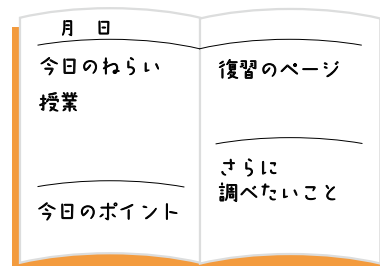 月 日
今日のねらい
授業
今日のポイント
復習のページ
さらに
調べたいこと